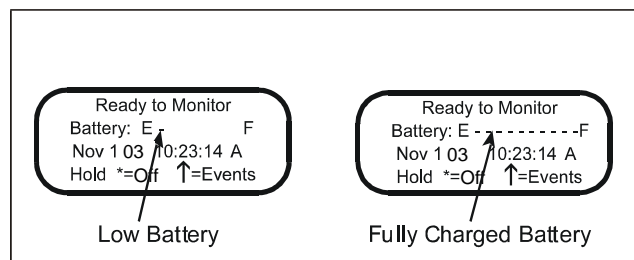 Ready to Monitor
Battery: E - F
Nov 1 03 10:23:14 A
Hold *=Off ↑=Events
Low Battery
Ready to Monitor
Battery: E - - - - - - - - - - - -F
Nov 1 03 10:23:14 A
Hold *=Off ↑=Events
Fully Charged Battery